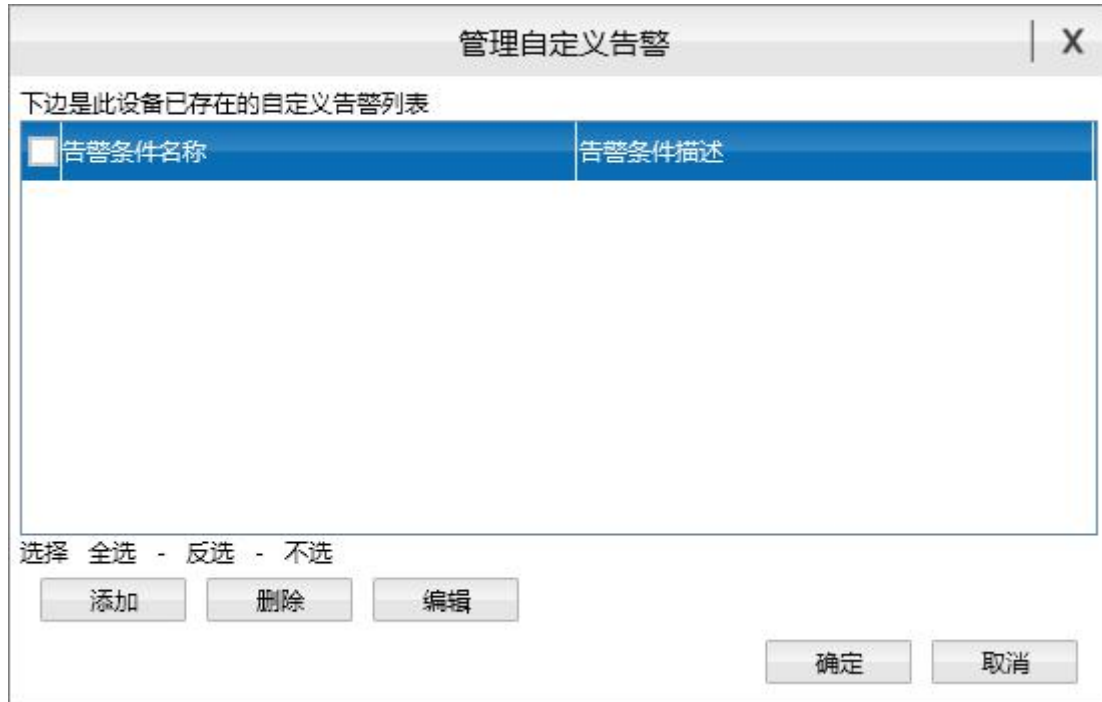 管理自定义告警 | X
下边是此设备已存在的自定义告警列表
告警条件名称 告警条件描述
选择 全选 - 反选 - 不选
添加 删除 编辑
确定 取消